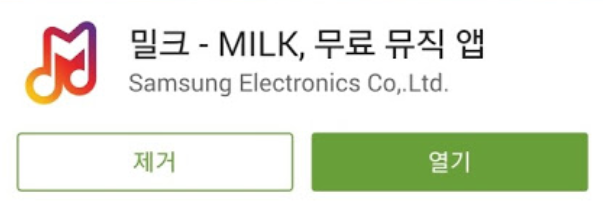 밀크 - MILK, 무료 뮤직 앱
Samsung Electronics Co,.Ltd.
제거 열기